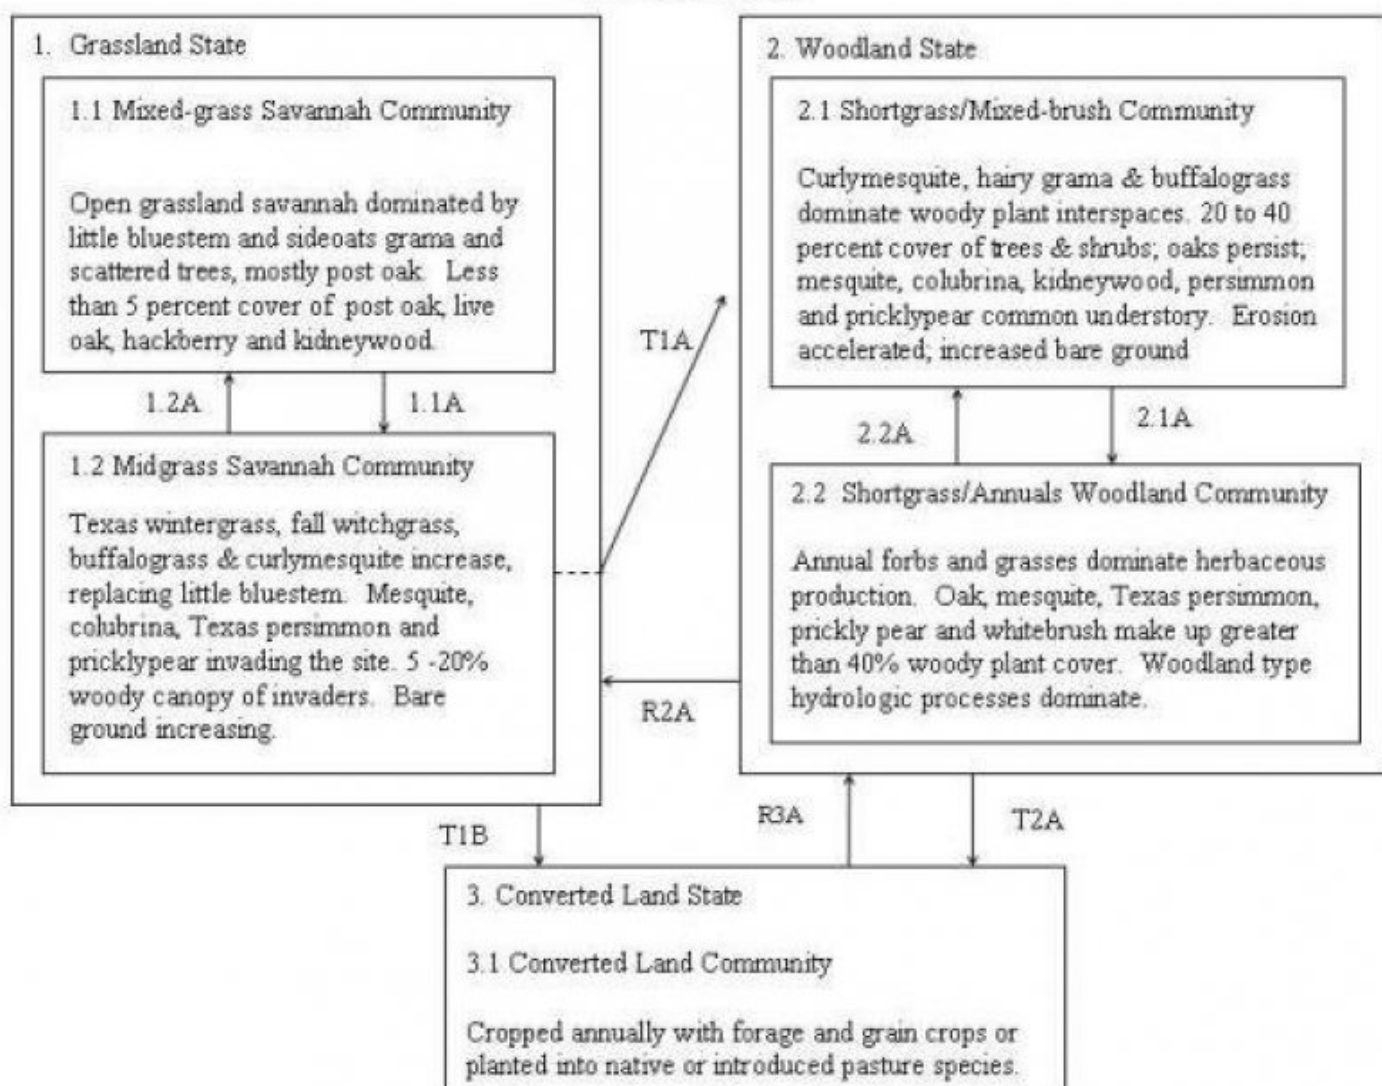 1. Grassland State
1.1 Mixed-grass Savannah Community
Open grassland savannah dominated by
little bluestem and sideoats grama and
scattered trees, mostly post oak. Less
than 5 percent cover of post oak, live
oak, hackberry and kidneywood.
1.2A
1.1A
1.2 Midgrass Savannah Community
Texas wintergrass, fall witchgrass,
buffalograss & curlymesquite increase,
replacing little bluestem. Mesquite,
colubrina, Texas persimmon and
pricklypear invading the site. 5 -20%
woody canopy of invaders. Bare
ground increasing.
T1A
R2A
2. Woodland State
2.1 Shortgrass/Mixed-brush Community
Curlymesquite, hairy grama & buffalograss
dominate woody plant interspaces. 20 to 40
percent cover of trees & shrubs; oaks persist;
mesquite, colubrina, kidneywood, persimmon
and pricklypear common understory. Erosion
accelerated; increased bare ground
2.2A
2.1A
2.2 Shortgrass/Annuals Woodland Community
Annual forbs and grasses dominate herbaceous
production. Oak, mesquite, Texas persimmon,
prickly pear and whitebrush make up greater
than 40% woody plant cover. Woodland type
hydrologic processes dominate.
T1B
R3A
T2A
3. Converted Land State
3.1 Converted Land Community
Cropped annually with forage and grain crops or
planted into native or introduced pasture species.